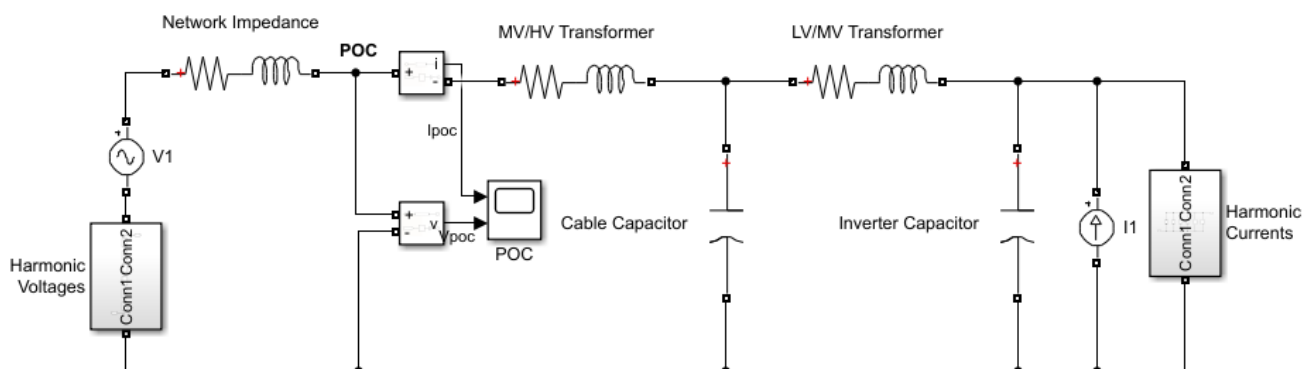 Network Impedance
POC
MV/HV Transformer
LV/MV Transformer
+
i
+
-
+
+
Ipoc
+
V1
+
-
v
Vpoc
POC
Cable Capacitor
+
Inverter Capacitor
+
+
I1
Conn1 Conn2
Harmonic
Currents
Harmonic
Voltages
Conn1 Conn2